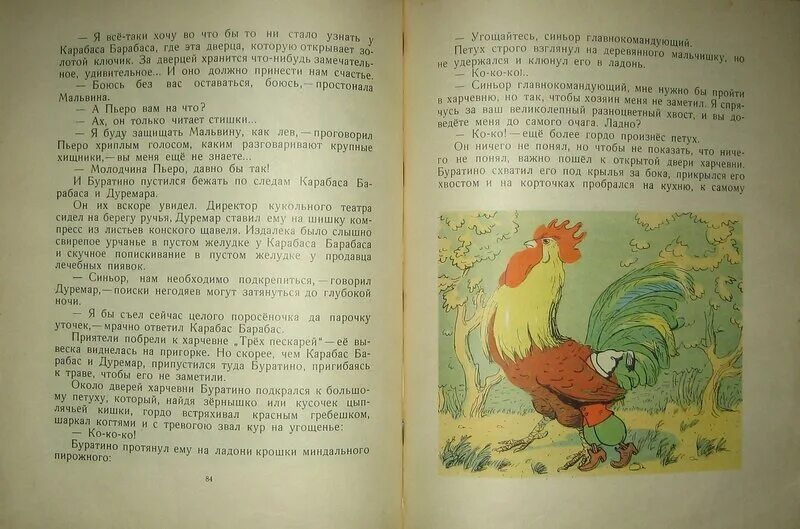 — Я всё-таки хочу во что бы то ни стало узнать у
Карабаса Барабаса, где эта дверца, которую открывает зо-
лотой ключик. За дверцей хранится что-нибудь замечатель-
ное, удивительное... И оно должно принести нам счастье.
— Боюсь без вас оставаться, боюсь,— простонала
Мальвина.
— А Пьеро вам на что?
— Ах, он только читает стишки...
— Я буду защищать Мальвину, как лев,— проговорил
Пьеро хриплым голосом, каким разговаривают крупные
хищники,— вы меня ещё не знаете...
— Молодчина Пьеро, давно бы так!
И Буратино пустился бежать по следам Карабаса Ба-
рабаса и Дуремара.
Он их вскоре увидел. Директор кукольного театра
сидел на берегу ручья, Дуремар ставил ему на шишку ком-
пресс из листьев конского щавеля. Издалека было слышно
свирепое урчанье в пустом желудке у Карабаса Барабаса
и скучное попискивание в пустом желудке у продавца
лечебных пиявок.
— Синьор, нам необходимо подкрепиться,— говорил
Дуремар,— поиски негодяев могут затянуться до глубокой
ночи.
— Я бы съел сейчас целого поросёночка да парочку
уточек,— мрачно ответил Карабас Барабас.
Приятели побрели к харчевне „Трёх пескарей"— её вы-
веска виднелась на пригорке. Но скорее, чем Карабас Ба-
рабас и Дуремар, припустился туда Буратино, пригибаясь
к траве, чтобы его не заметили.
Около дверей харчевни Буратино подкрался к больш-
ому петуху, который, найдя зёрнышко или кусочек цып-
лячьей кишки, гордо встряхивал красным гребешком,
шаркал когтями и с тревогою звал кур на угощенье:
— Ко-ко-ко!
Буратино протянул ему на ладони крошки миндального
пирожного:
84
— Угощайтесь, синьор главнокомандующий.
Петух строго взглянул на деревянного мальчишку, но
не удержался и клюнул его в ладонь.
— Ко-ко-ко!..
— Синьор главнокомандующий, мне нужно бы пройти
в харчевню, но так, чтобы хозяин меня не заметил. Я спря-
чусь за ваш великолепный разноцветный хвост, и вы до-
ведёте меня до самого очага. Ладно?
— Ко-ко! — ещё более гордо произнёс петух.
Он ничего не понял, но чтобы не показать, что ниче-
го не понял, важно пошёл к открытой двери харчевни.
Буратино схватил его под крылья за бока, прикрылся его
хвостом и на корточках пробрался на кухню, к самому